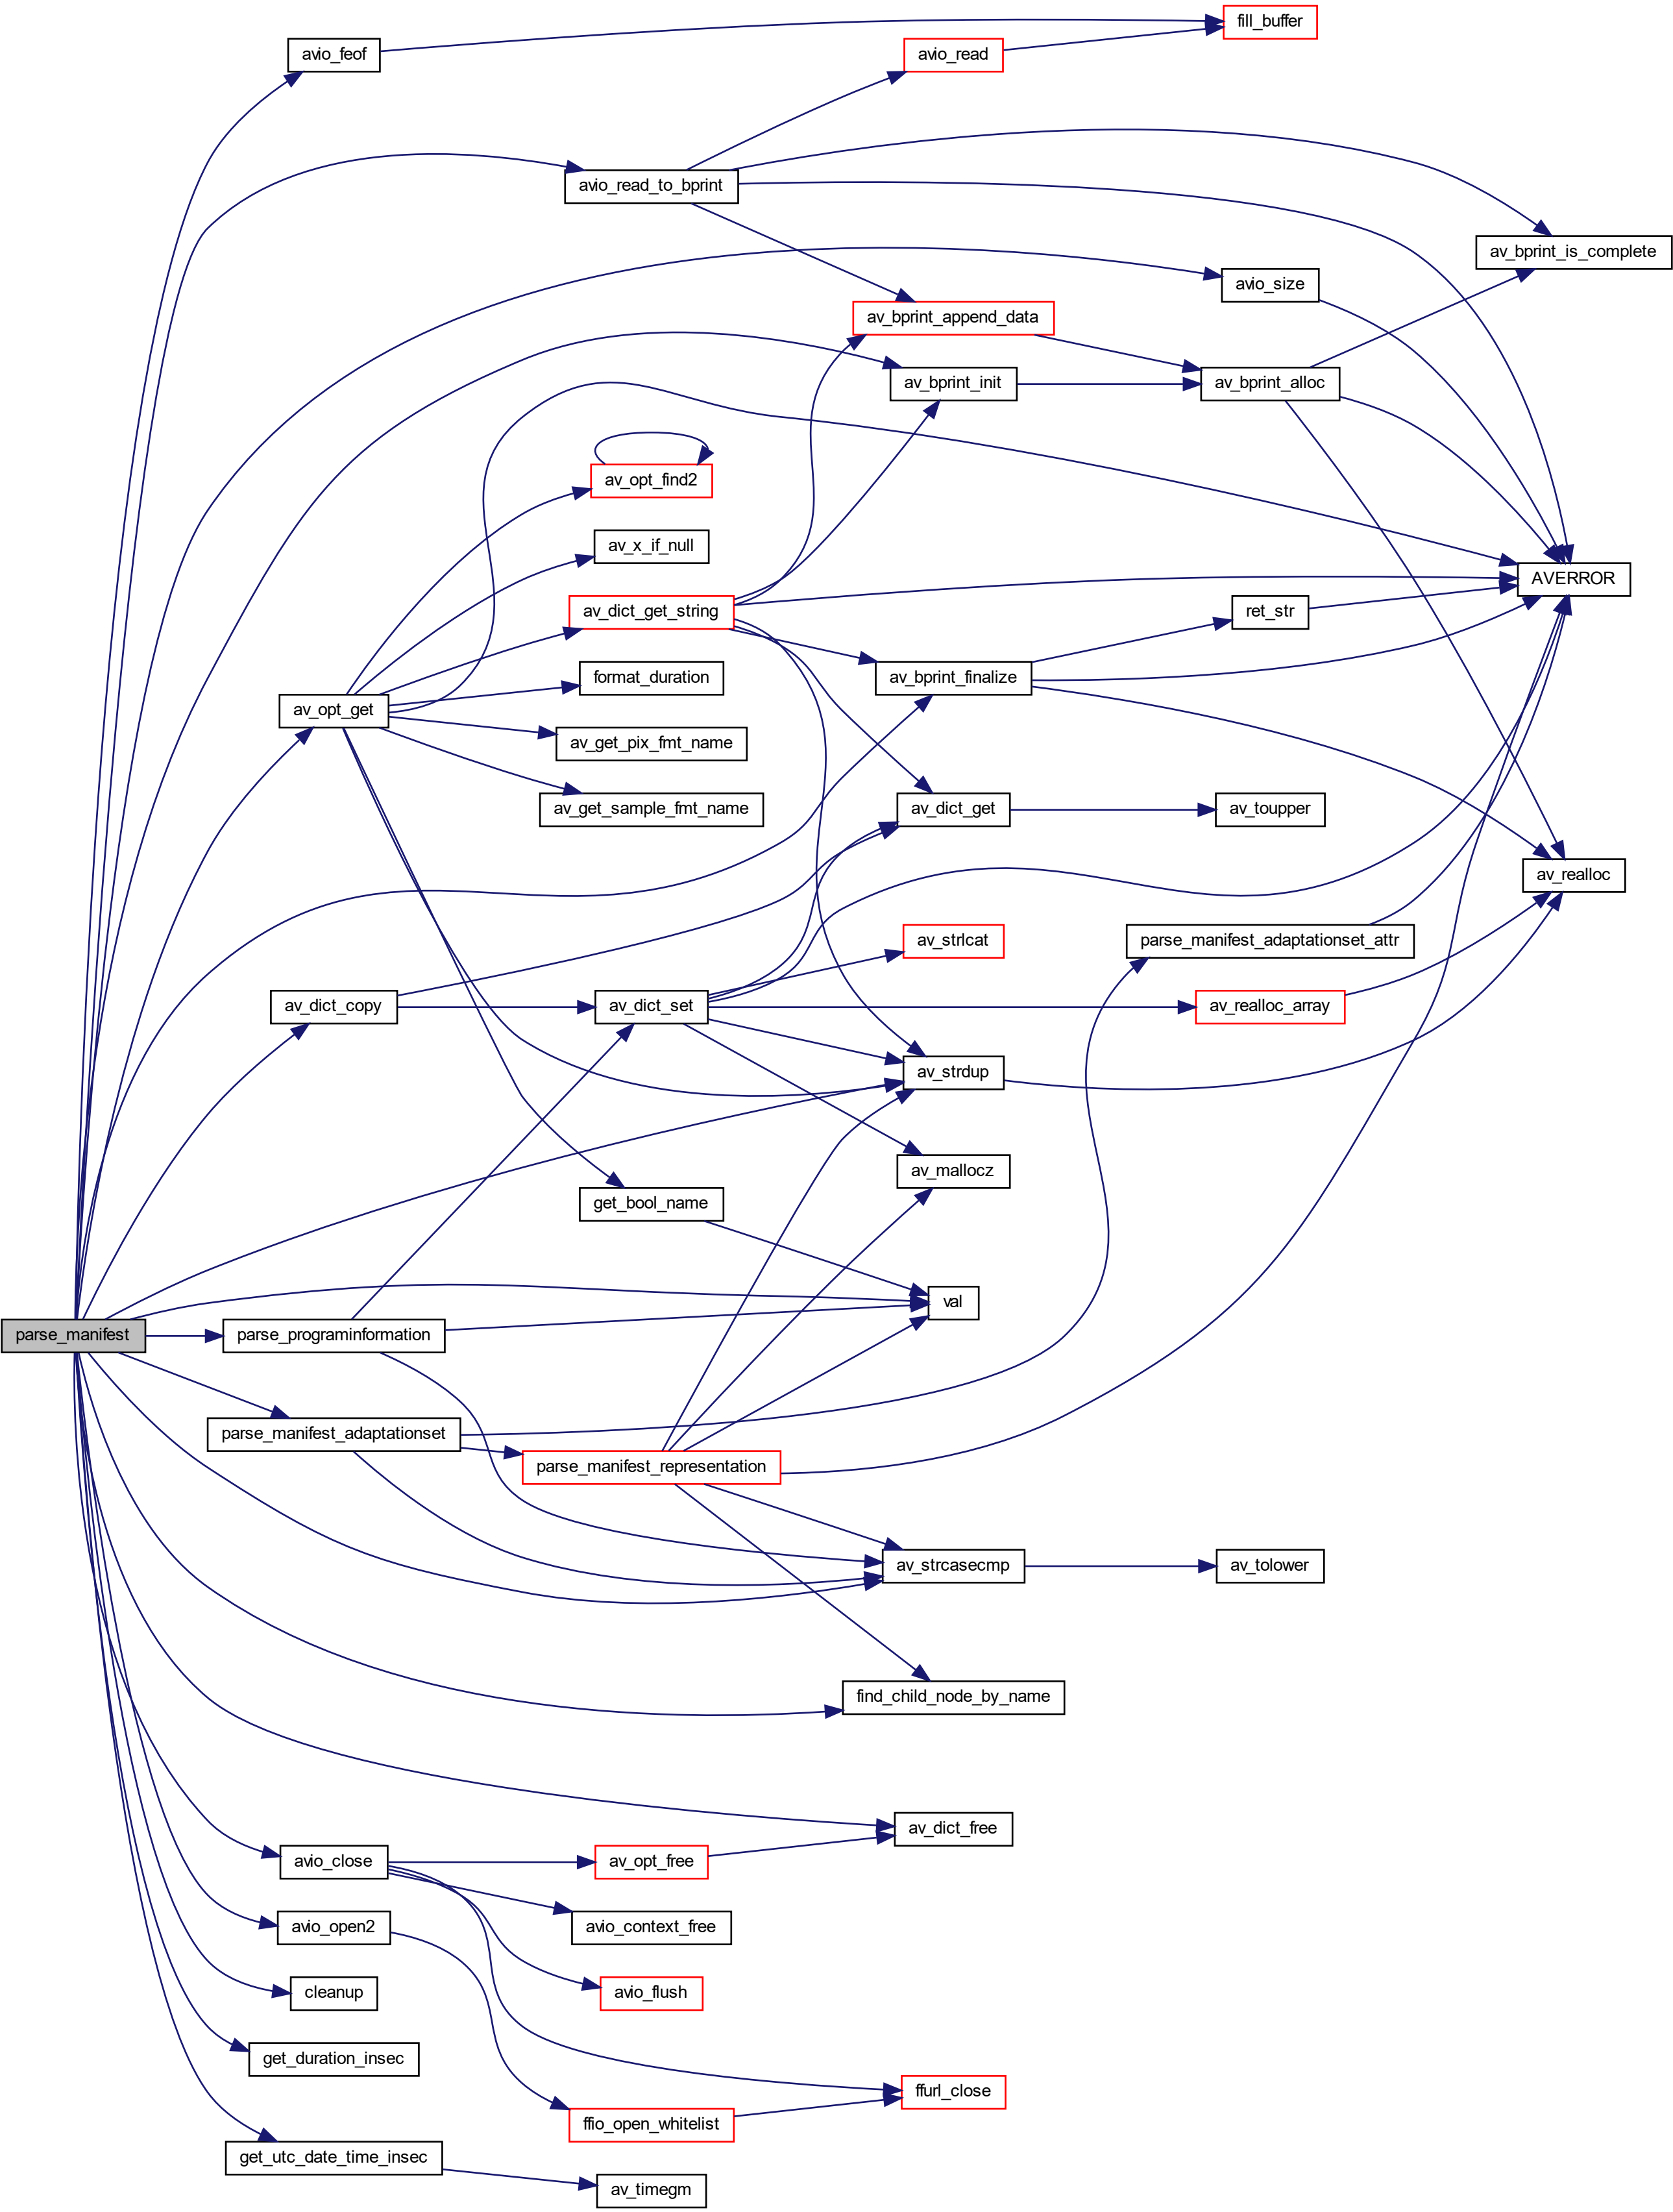 fill_buffer
avio_feof
avio_read
avio_read_to_bprint
av_bprint_is_complete
avio_size
av_bprint_append_data
av_bprint_init
av_bprint_alloc
av_opt_find2
av_x_if_null
AVERROR
av_dict_get_string
ret_str
format_duration
av_bprint_finalize
av_opt_get
av_get_pix_fmt_name
av_get_sample_fmt_name
av_dict_get
av_toupper
av_realloc
av_strlcat
parse_manifest_adaptationset_attr
av_dict_copy
av_dict_set
av_realloc_array
av_strdup
av_mallocz
get_bool_name
val
parse_manifest
parse_programinformation
parse_manifest_adaptationset
parse_manifest_representation
av_strcasecmp
av_tolower
find_child_node_by_name
av_dict_free
avio_close
av_opt_free
avio_open2
avio_context_free
cleanup
avio_flush
get_duration_insec
ffurl_close
ffio_open_whitelist
get_utc_date_time_insec
av_timegm